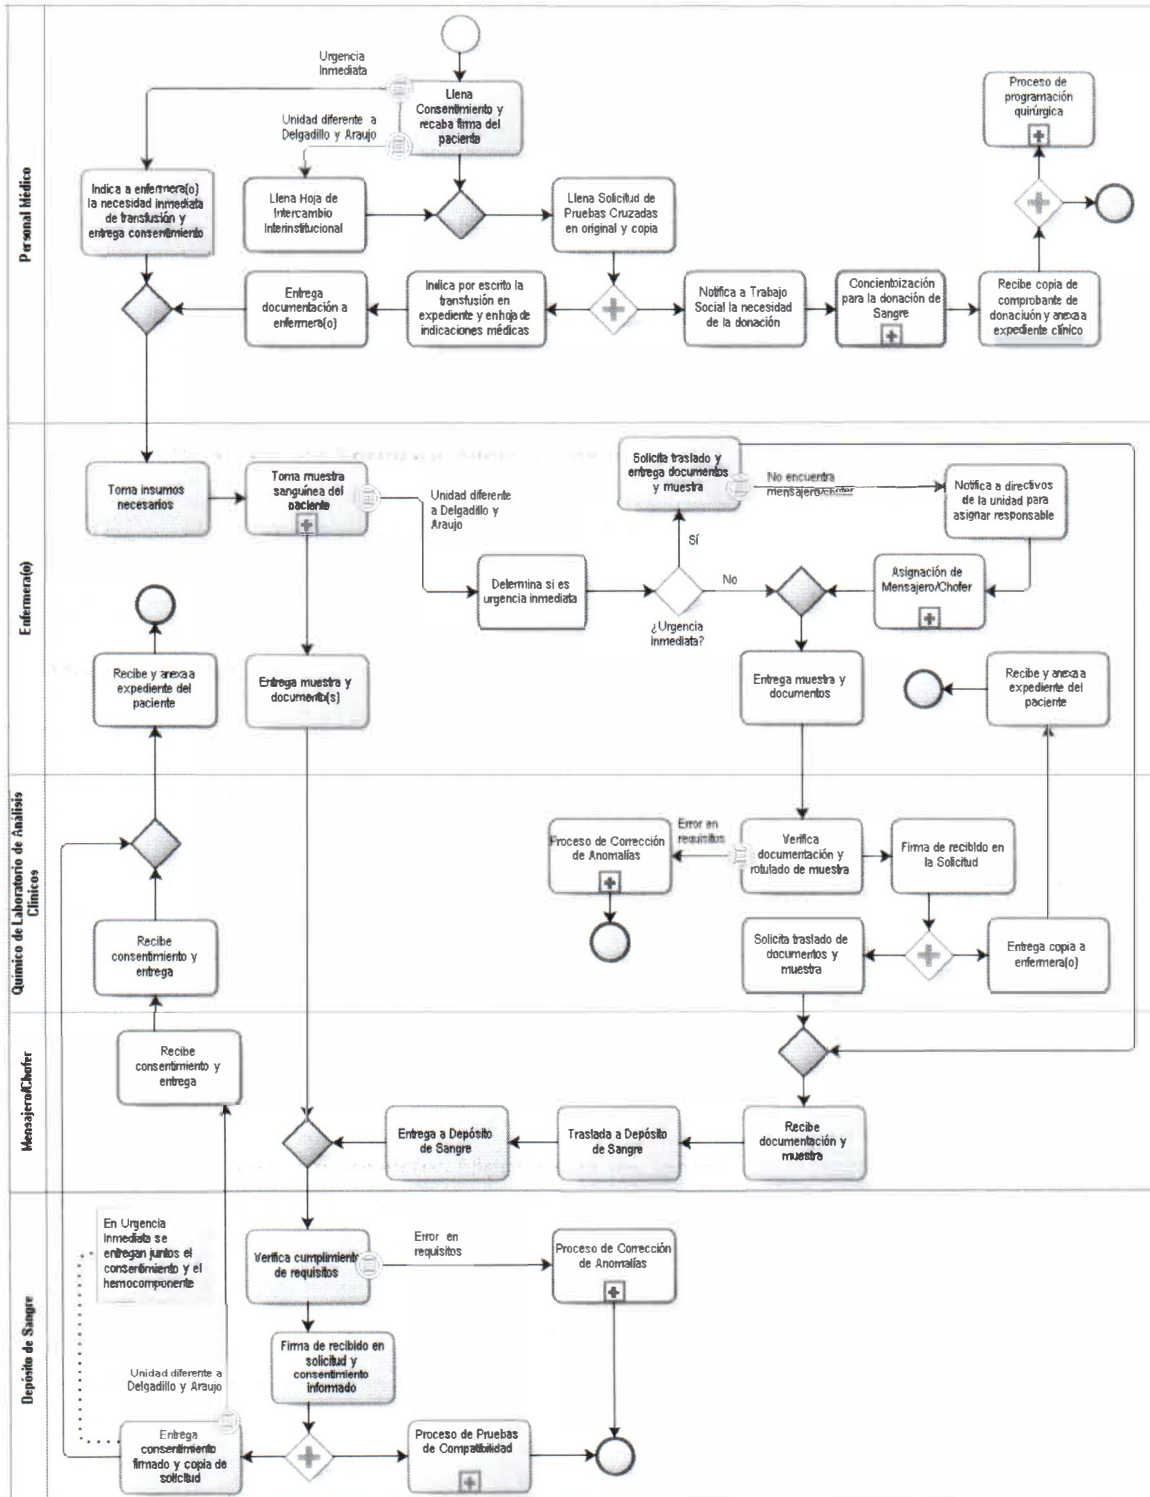 Personal Médico
Urgencia
Inmediata
Llena
Consentimiento y
recaba firma del
paciente
Unidad diferente a
Delgadillo y Araujo
Indica a enfermera(o)
la necesidad inmediata
de transfusión y
entrega consentimiento
Llena Hoja de
Intercambio
Interinstitucional
Llena Solicitud de
Pruebas Cruzadas
en original y copia
Proceso de
programación
quirúrgica
Entrega
documentación a
enfermera(o)
Indica por escrito la
transfusión en
expediente y en hoja de
indicaciones médicas
Notifica a Trabajo
Social la necesidad
de la donación
Concientoización
para la donación de
Sangre
Recibe copia de
comprobante de
donaciuón y anexa a
expediente clínico
Enfermera(o)
Toma insumos
necesarios
Toma muestra
sanguínea del
paciente
Unidad diferente
a Delgadillo y
Araujo
Solicita traslado y
entrega documentos
y muestra
No encuentra
mensajero/chofer
Notifica a directivos
de la unidad para
asignar responsable
Determina si es
urgencia inmediata
Sí
No
¿Urgencia
inmediata?
Asignación de
Mensajero/Chofer
Recibe y anexa a
expediente del
paciente
Entrega muestra y
documento(s)
Entrega muestra y
documentos
Recibe y anexa a
expediente del
paciente
Químico de Laboratorio de Análisis
Clínicos
Proceso de Corrección
de Anomalías
Error en
requisitos
Verifica
documentación y
rotulado de muestra
Firma de recibido en
la Solicitud
Recibe
consentimiento y
entrega
Solicita traslado de
documentos y
muestra
Entrega copia a
enfermera(o)
Mensajero/Chofer
Recibe
consentimiento y
entrega
Entrega a Depósito
de Sangre
Traslada a Depósito
de Sangre
Recibe
documentación y
muestra
Depósito de Sangre
En Urgencia
Inmediata se
entregan juntos el
consentimiento y el
hemocomponente
Verifica cumplimiento
de requisitos
Error en
requisitos
Proceso de Corrección
de Anomalías
Firma de recibido en
solicitud y
consentimiento
informado
Unidad diferente a
Delgadillo y Araujo
Entrega
consentimiento
firmado y copia de
solicitud
Proceso de Pruebas
de Compatibilidad